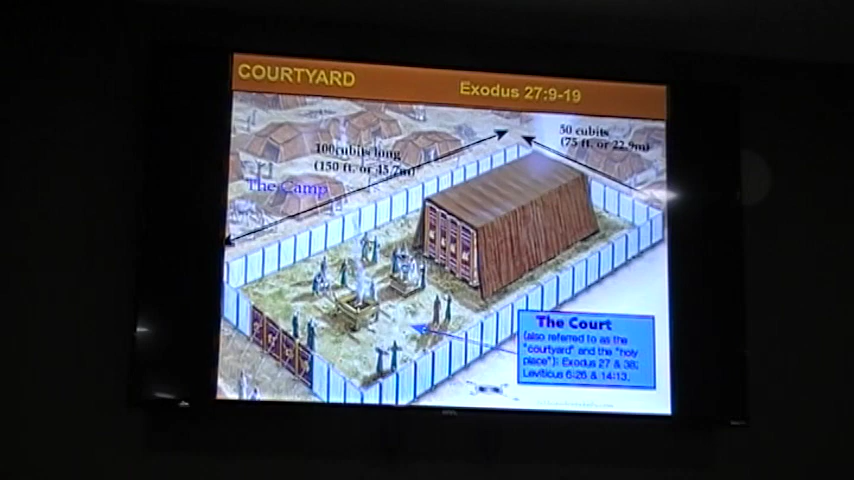 COURTYARD Exodus 27:9-19
50 cubits
(75 ft. or 22.9m)
100cubits long
(150 ft. or 45.7m)
The Camp
The Court
(also referred to as the
"courtyard" and the "holy
place"): Exodus 27 & 38;
Leviticus 6:26 & 14:13.